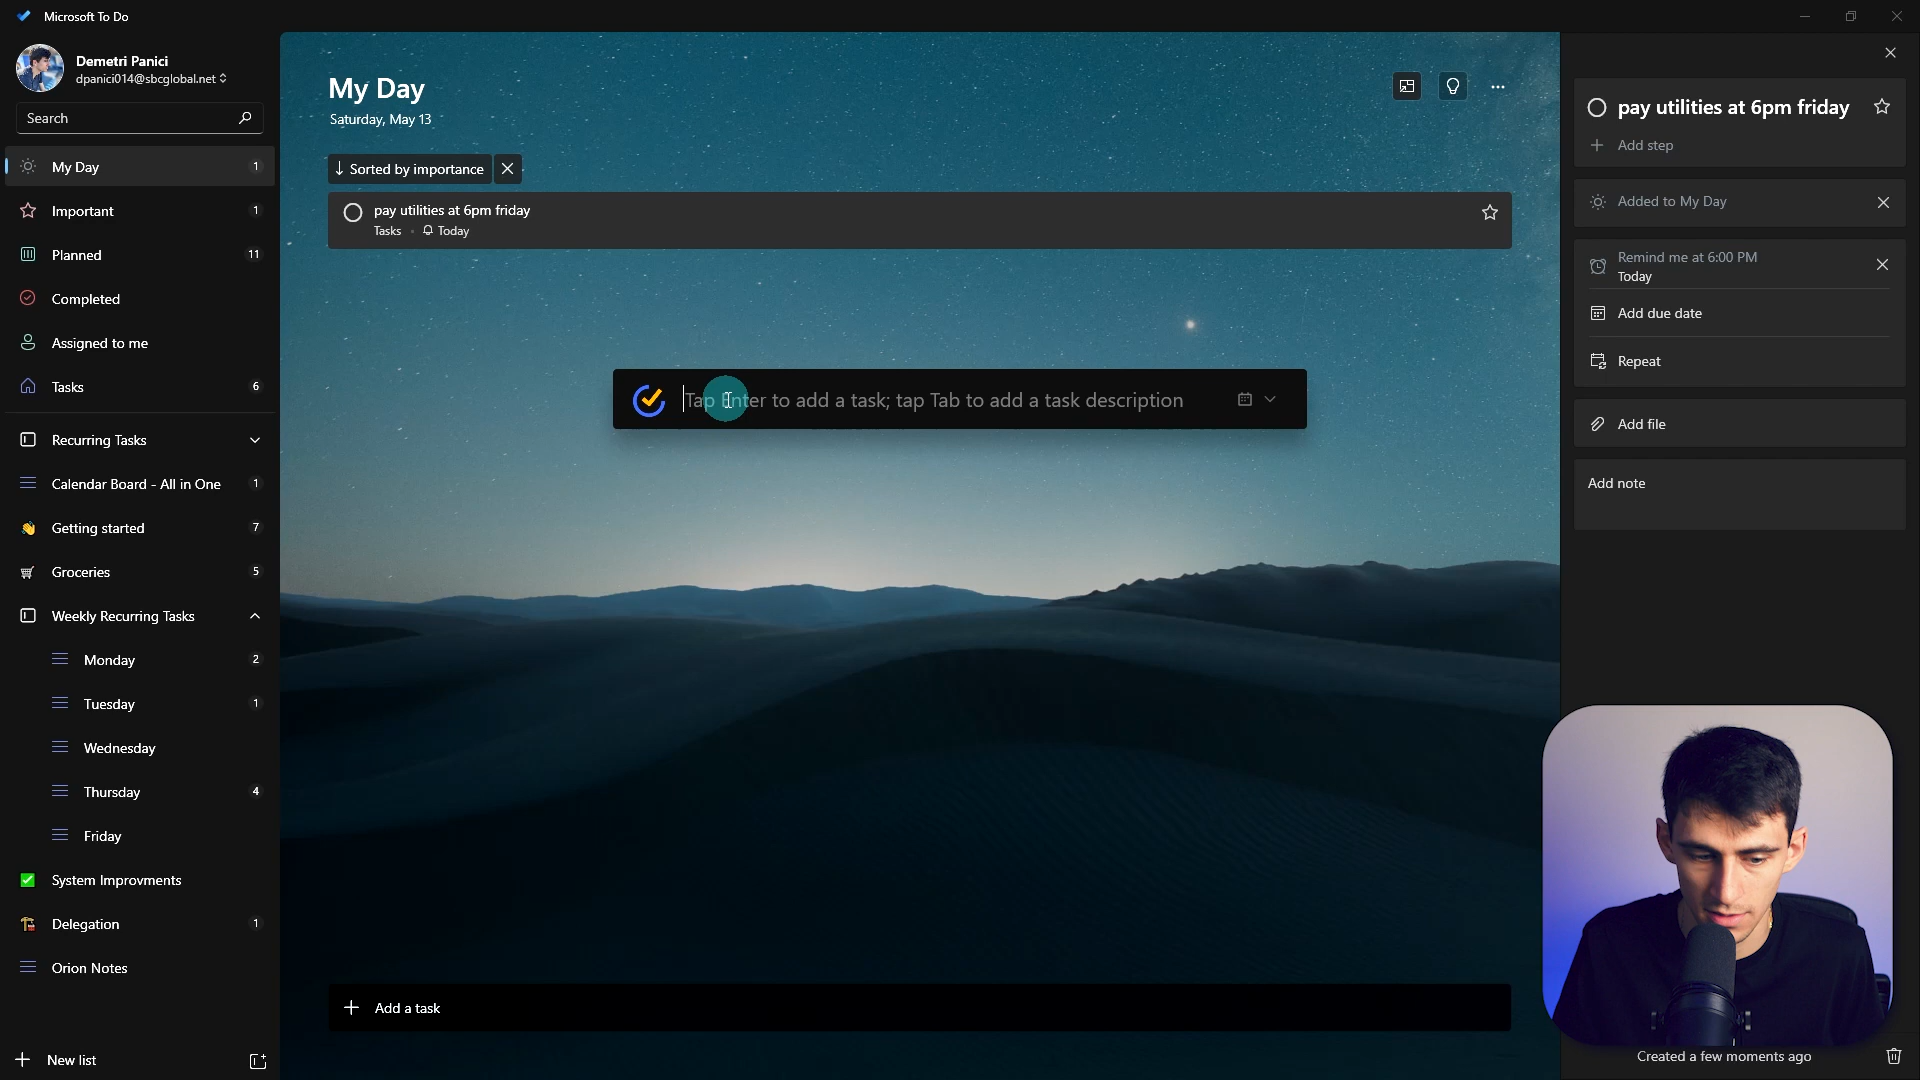 Microsoft To Do
Demetri Panici
dpanici014@sbcglobal.net
Search
My Day 1
Important 1
Planned 11
Completed
Assigned to me
Tasks 6
Recurring Tasks
Calendar Board - All in One 1
Getting started 7
Groceries 5
Weekly Recurring Tasks
Monday 2
Tuesday 1
Wednesday
Thursday 4
Friday
System Improvments
Delegation 1
Orion Notes
New list
My Day
Saturday, May 13
Sorted by importance
pay utilities at 6pm friday
Tasks • Today
Tap Enter to add a task; tap Tab to add a task description
Add a task
pay utilities at 6pm friday
Add step
Added to My Day
Remind me at 6:00 PM
Today
Add due date
Repeat
Add file
Add note
Created a few moments ago